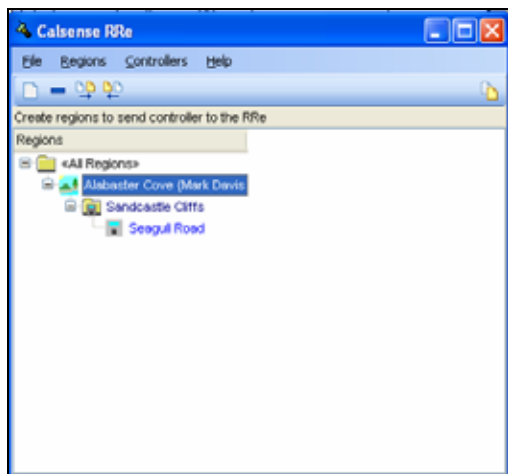 Calsense RRe
File Regions Controllers Help
Create regions to send controller to the RRe
Regions
<All Regions>
Alabaster Cove (Mark Davis
Sandcastle Cliffs
Seagull Road